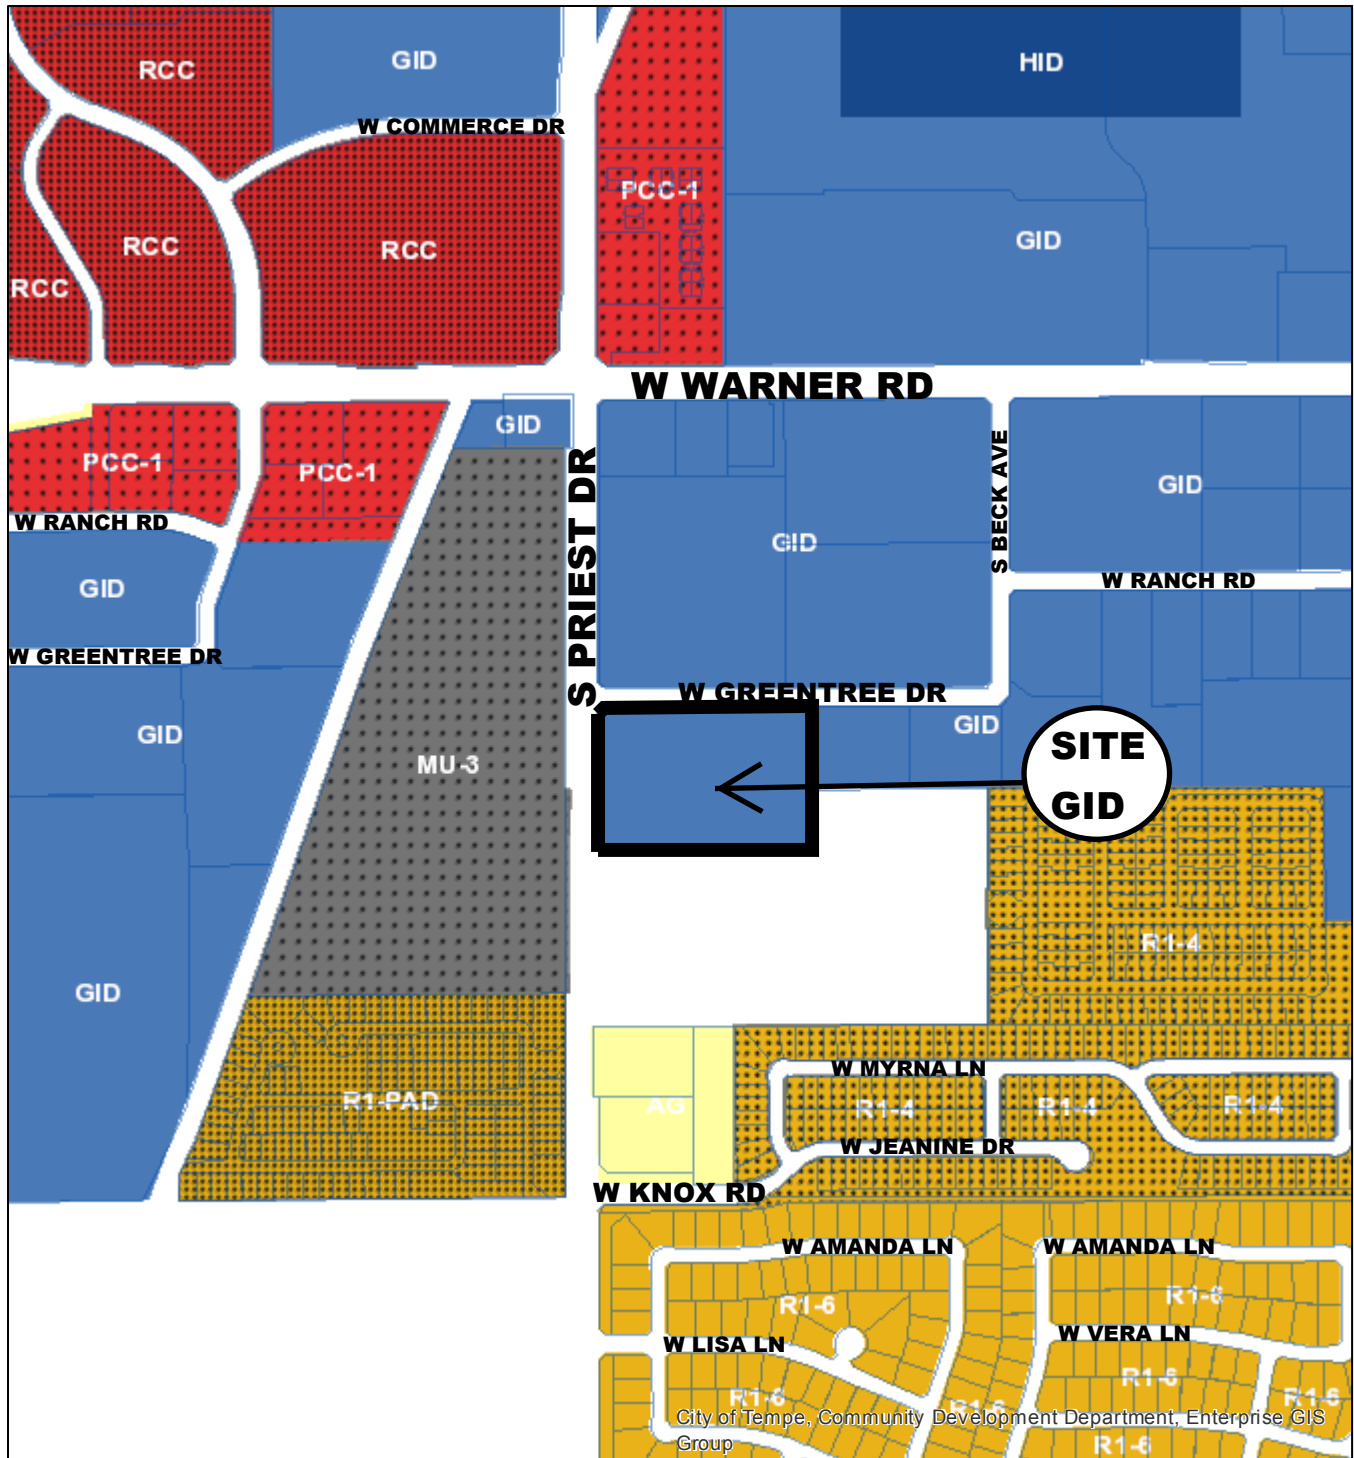 RCC
GID
HID
W COMMERCE DR
PCC-1
RCC
RCC
GID
RCC
W WARNER RD
GID
PCC-1
PCC-1
S PRIEST DR
S BECK AVE
GID
W RANCH RD
GID
W RANCH RD
GID
W GREENTREE DR
W GREENTREE DR
GID
GID
MU-3
SITE
GID
R1-4
GID
W MYRNA LN
R1-PAD
AG
R1-4
R1-4
R1-4
W JEANINE DR
W KNOX RD
W AMANDA LN
W AMANDA LN
R1-6
R1-6
W LISA LN
W VERA LN
R1-6
R1-6
R1-6
R1-6
City of Tempe, Community Development Department, Enterprise GIS
Group
R1-6